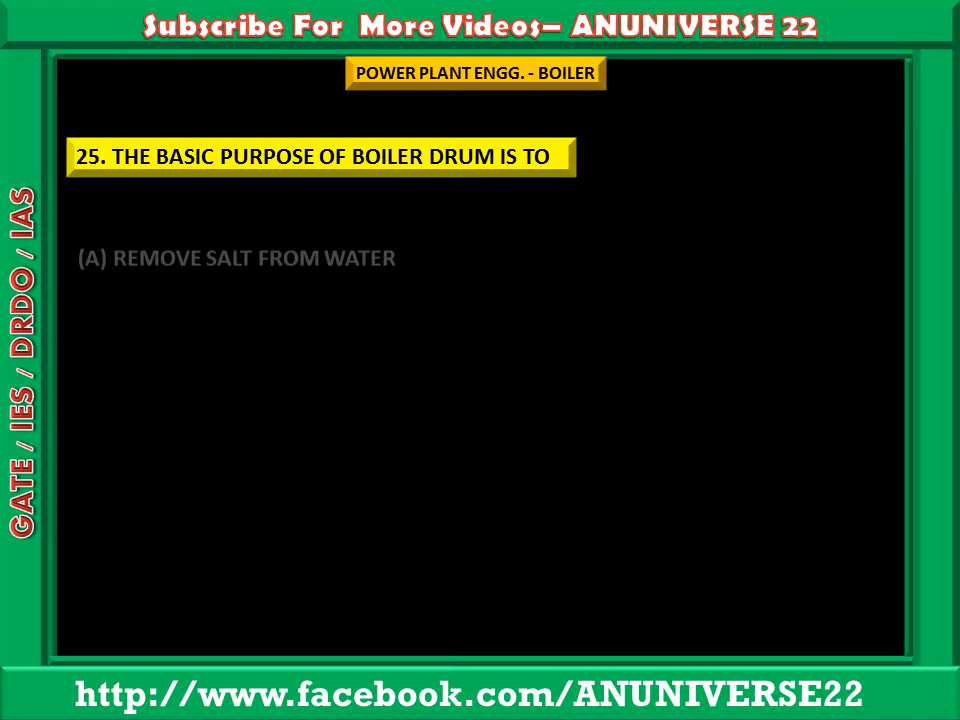 Subscribe For More Videos– ANUNIVERSE 22
POWER PLANT ENGG. - BOILER
25. THE BASIC PURPOSE OF BOILER DRUM IS TO
(A) REMOVE SALT FROM WATER
GATE / IES / DRDO / IAS
http://www.facebook.com/ANUNIVERSE22